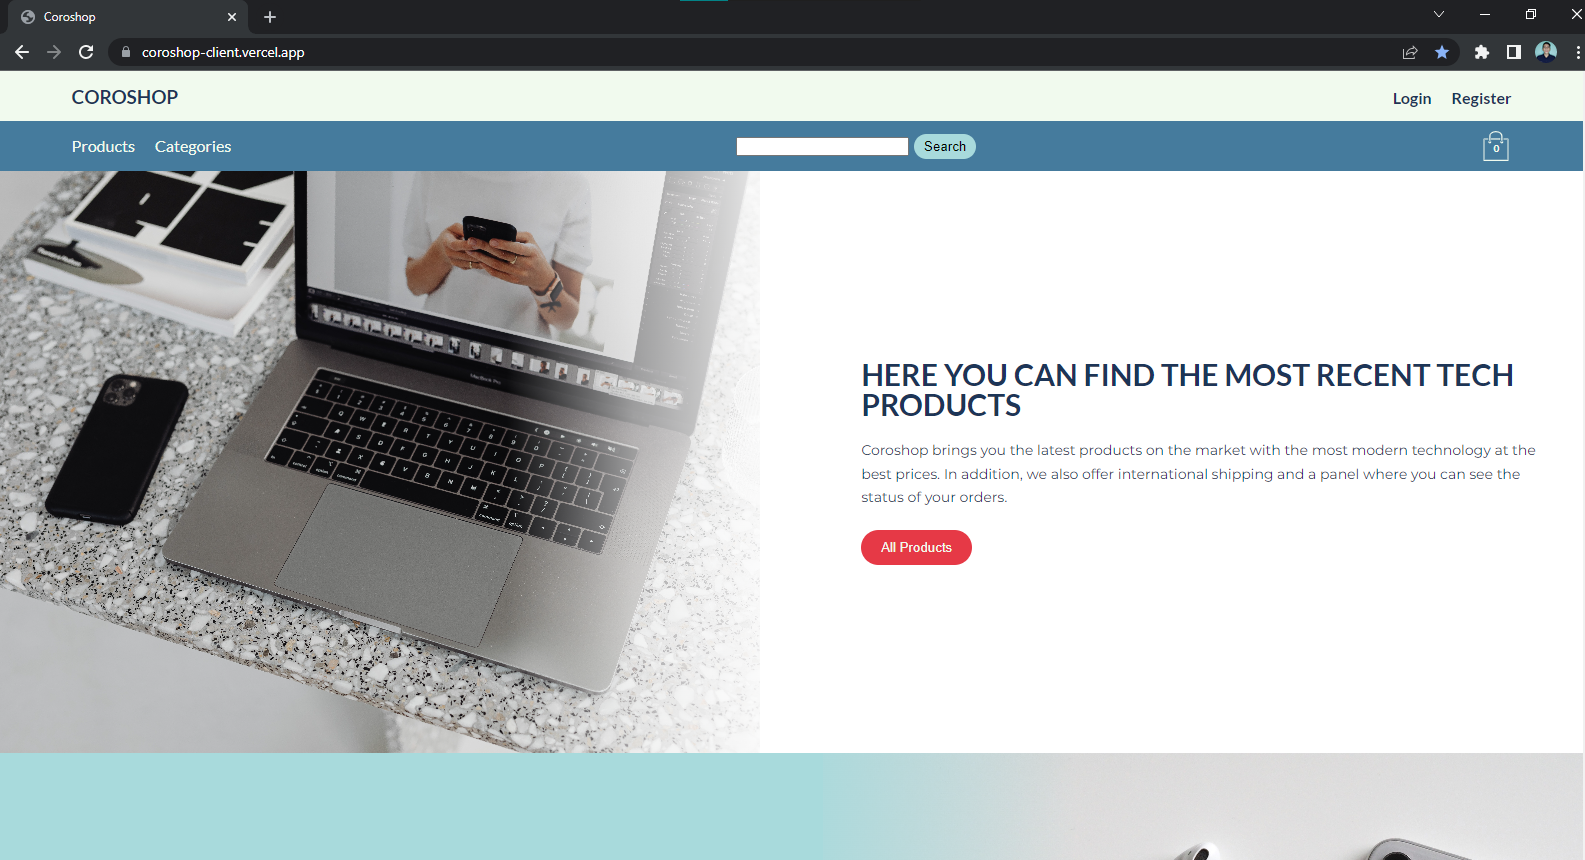 Coroshop
coroshop-client.vercel.app
COROSHOP
Login Register
Products Categories
Search
0
HERE YOU CAN FIND THE MOST RECENT TECH
PRODUCTS
Coroshop brings you the latest products on the market with the most modern technology at the
best prices. In addition, we also offer international shipping and a panel where you can see the
status of your orders.
All Products
MacBook Pro